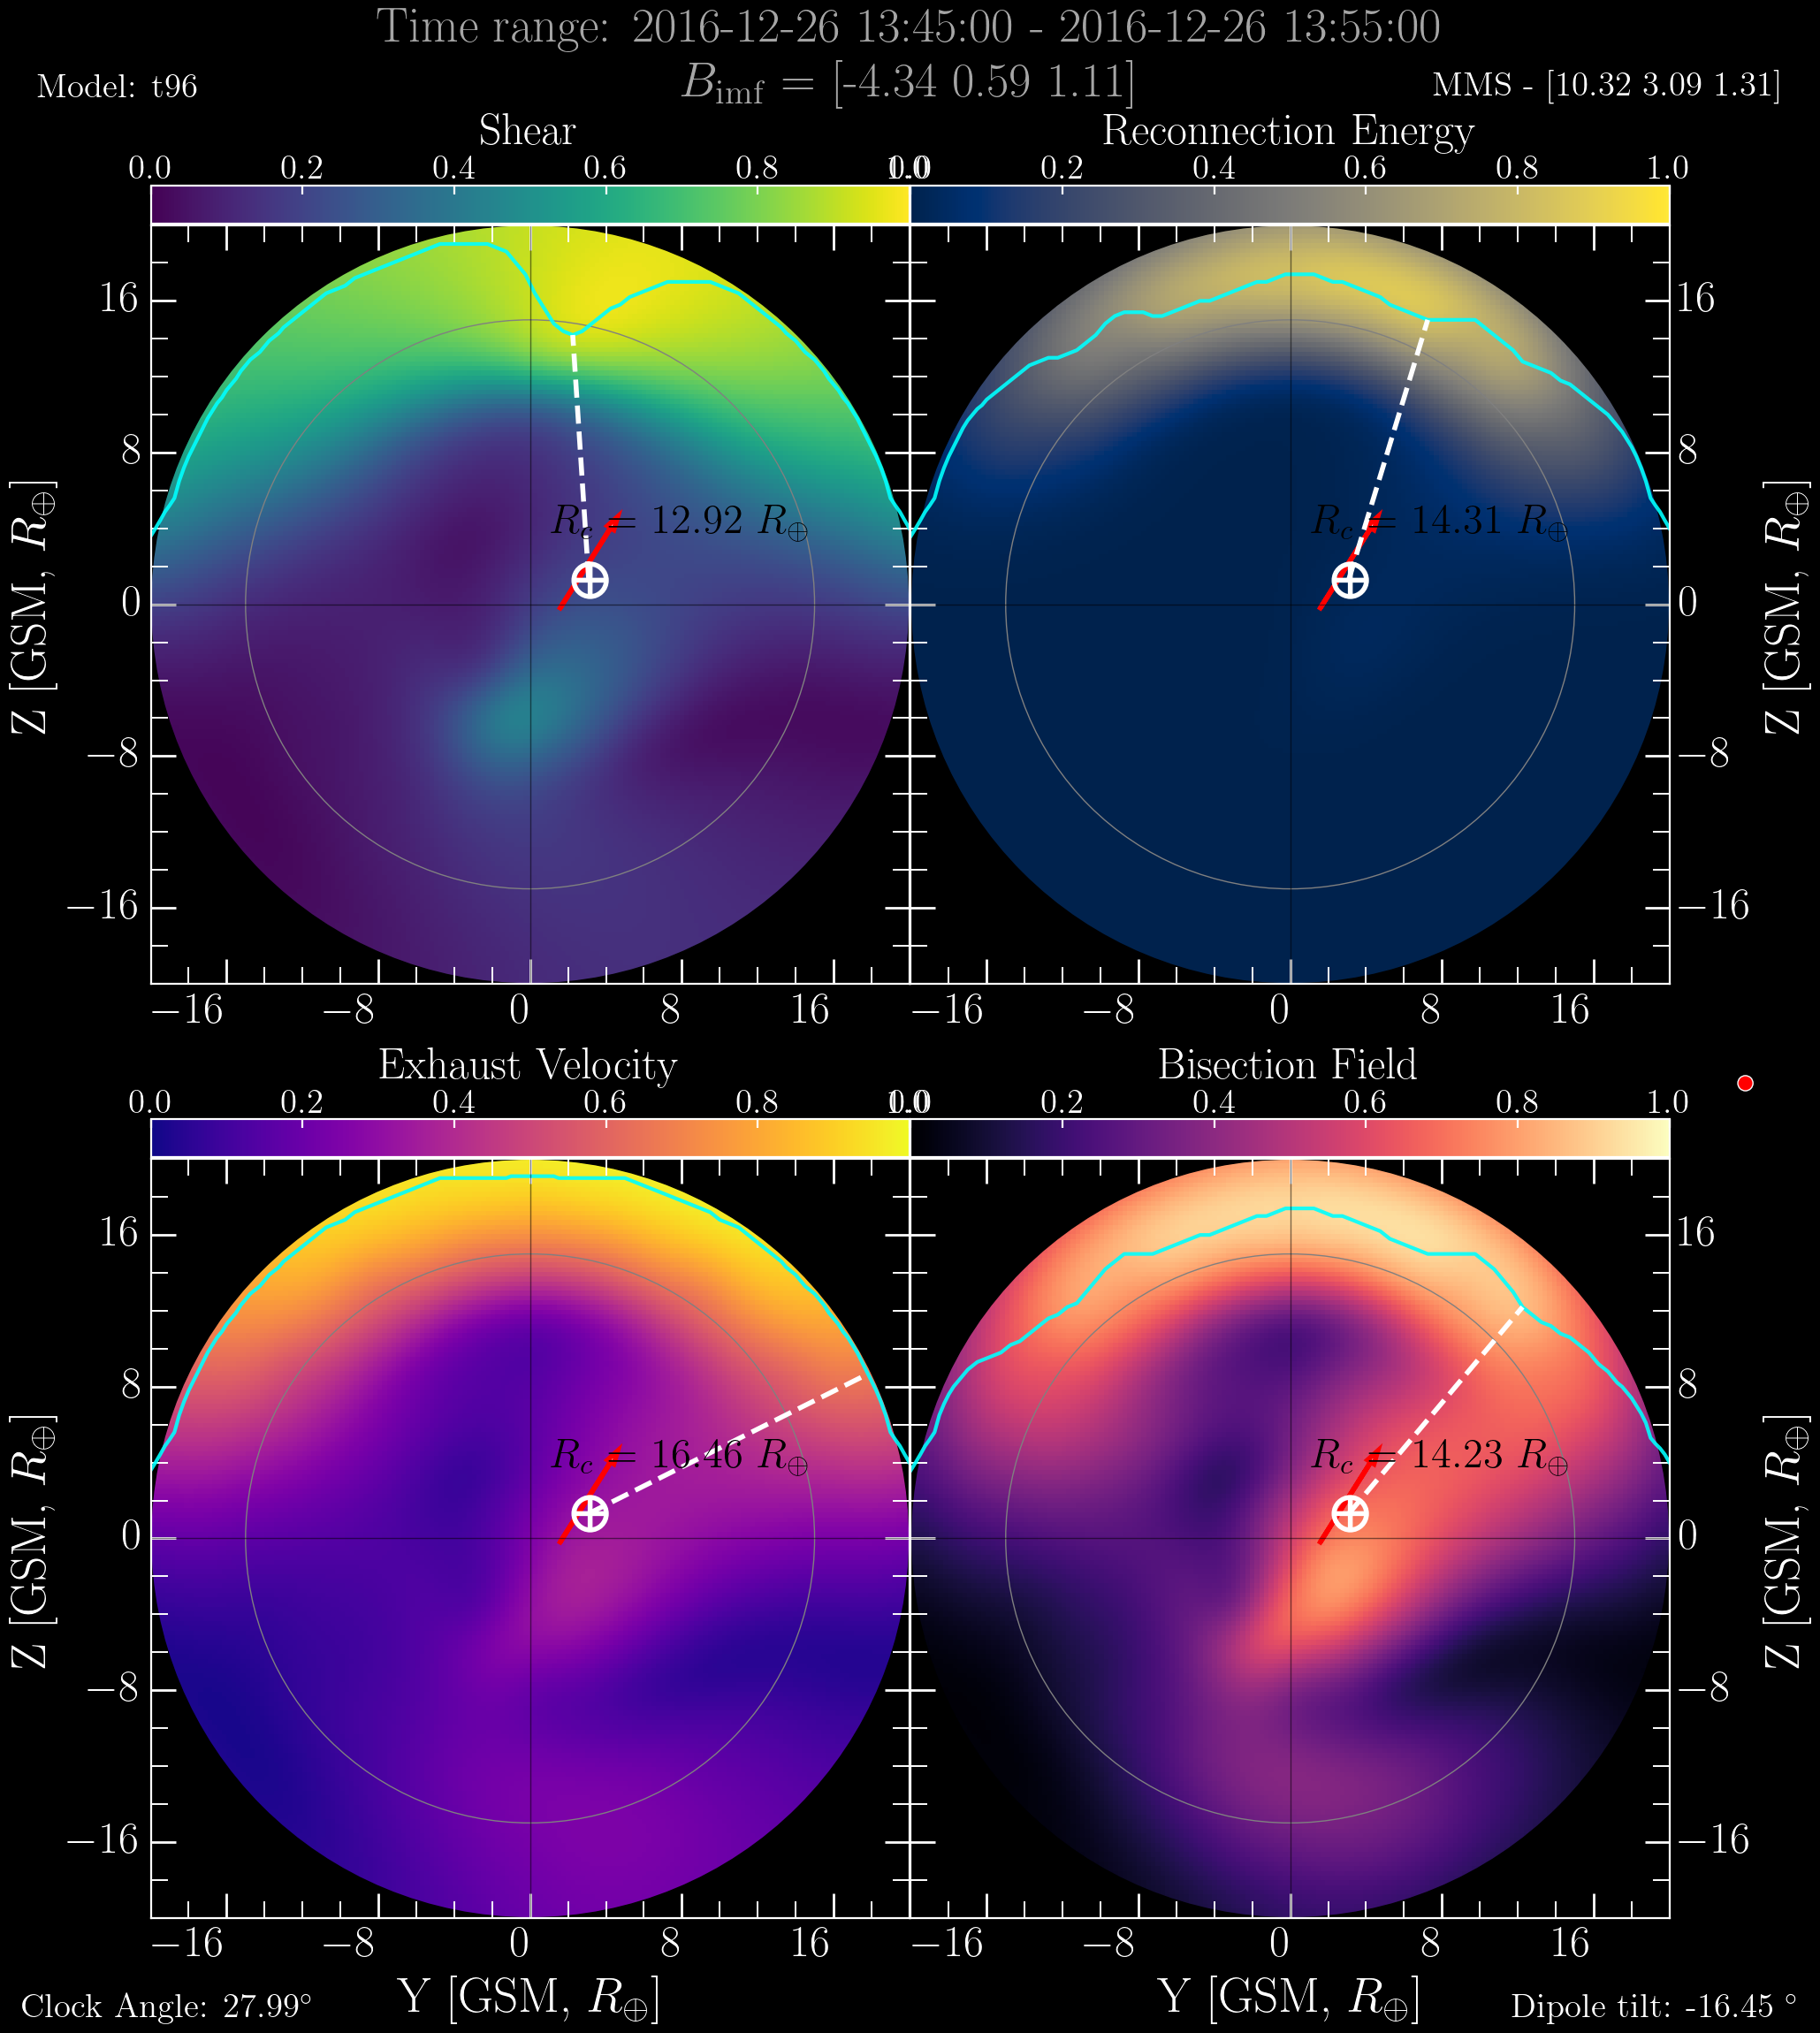 Time range: 2016-12-26 13:45:00 - 2016-12-26 13:55:00
Model: t96
B_imf = [-4.34 0.59 1.11]
MMS - [10.32 3.09 1.31]
Shear
Reconnection Energy
0.0 0.2 0.4 0.6 0.8 1.0
0.0 0.2 0.4 0.6 0.8 1.0
16
8
0
−8
−16
Z [GSM, R⊕]
R_c = 12.92 R⊕
R_c = 14.31 R⊕
16
8
0
−8
−16
Z [GSM, R⊕]
−16 −8 0 8 16
−16 −8 0 8 16
Exhaust Velocity
Bisection Field
0.0 0.2 0.4 0.6 0.8 1.0
0.0 0.2 0.4 0.6 0.8 1.0
16
8
0
−8
−16
Z [GSM, R⊕]
R_c = 16.46 R⊕
R_c = 14.23 R⊕
16
8
0
−8
−16
Z [GSM, R⊕]
−16 −8 0 8 16
−16 −8 0 8 16
Y [GSM, R⊕]
Y [GSM, R⊕]
Clock Angle: 27.99°
Dipole tilt: -16.45 °